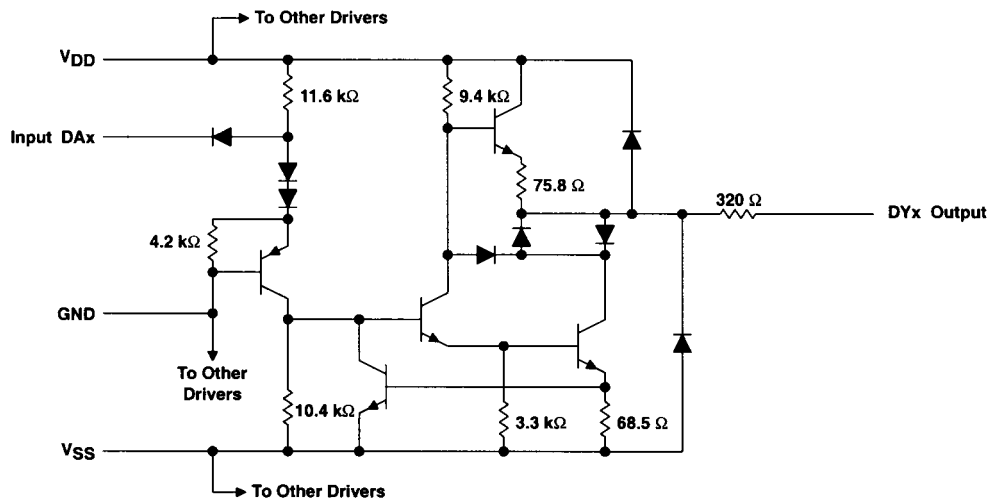 To Other Drivers
VDD
11.6 kΩ
9.4 kΩ
Input DAx
75.8 Ω
320 Ω
DYx Output
4.2 kΩ
GND
To Other
Drivers
10.4 kΩ
3.3 kΩ
68.5 Ω
VSS
To Other Drivers